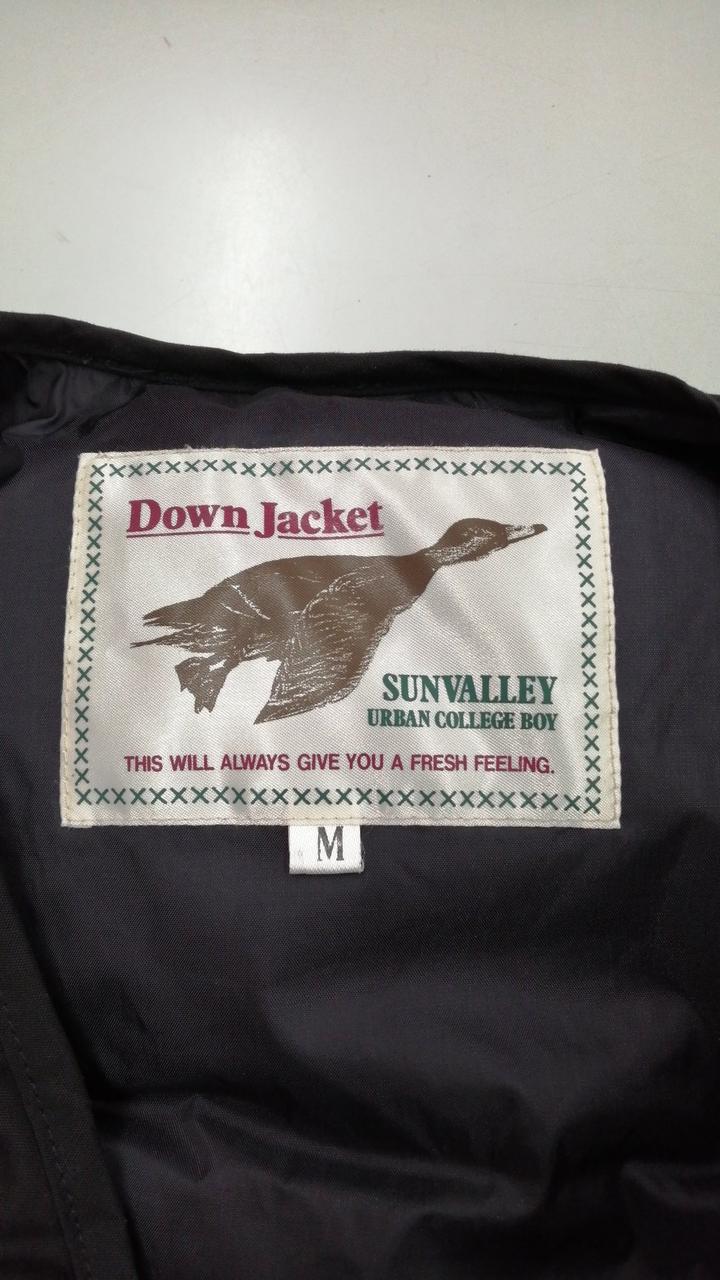 Down Jacket
SUNVALLEY
URBAN COLLEGE BOY
THIS WILL ALWAYS GIVE YOU A FRESH FEELING.
M